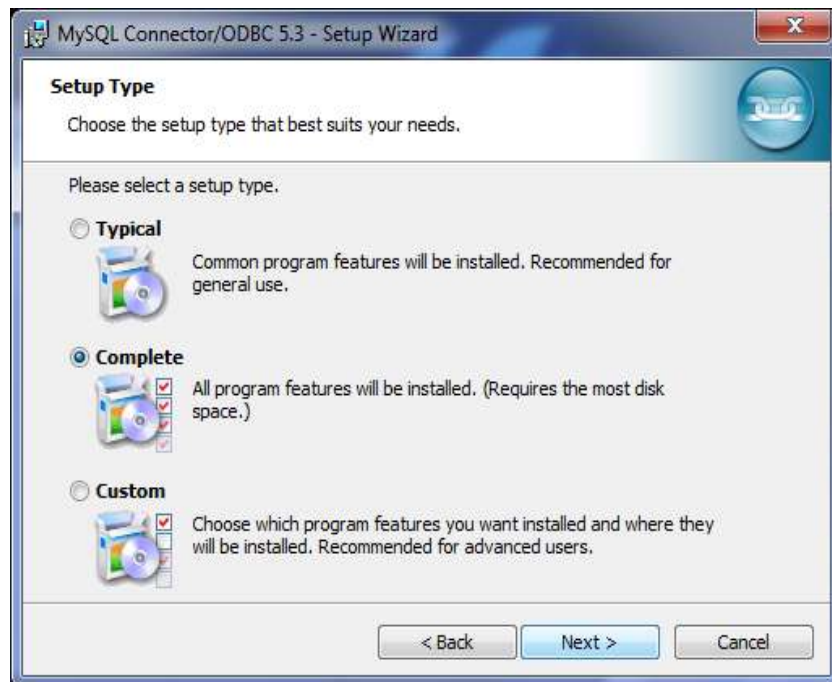 MySQL Connector/ODBC 5.3 - Setup Wizard
Setup Type
Choose the setup type that best suits your needs.
Please select a setup type.
Typical
Common program features will be installed. Recommended for
general use.
Complete
All program features will be installed. (Requires the most disk
space.)
Custom
Choose which program features you want installed and where they
will be installed. Recommended for advanced users.
< Back Next > Cancel